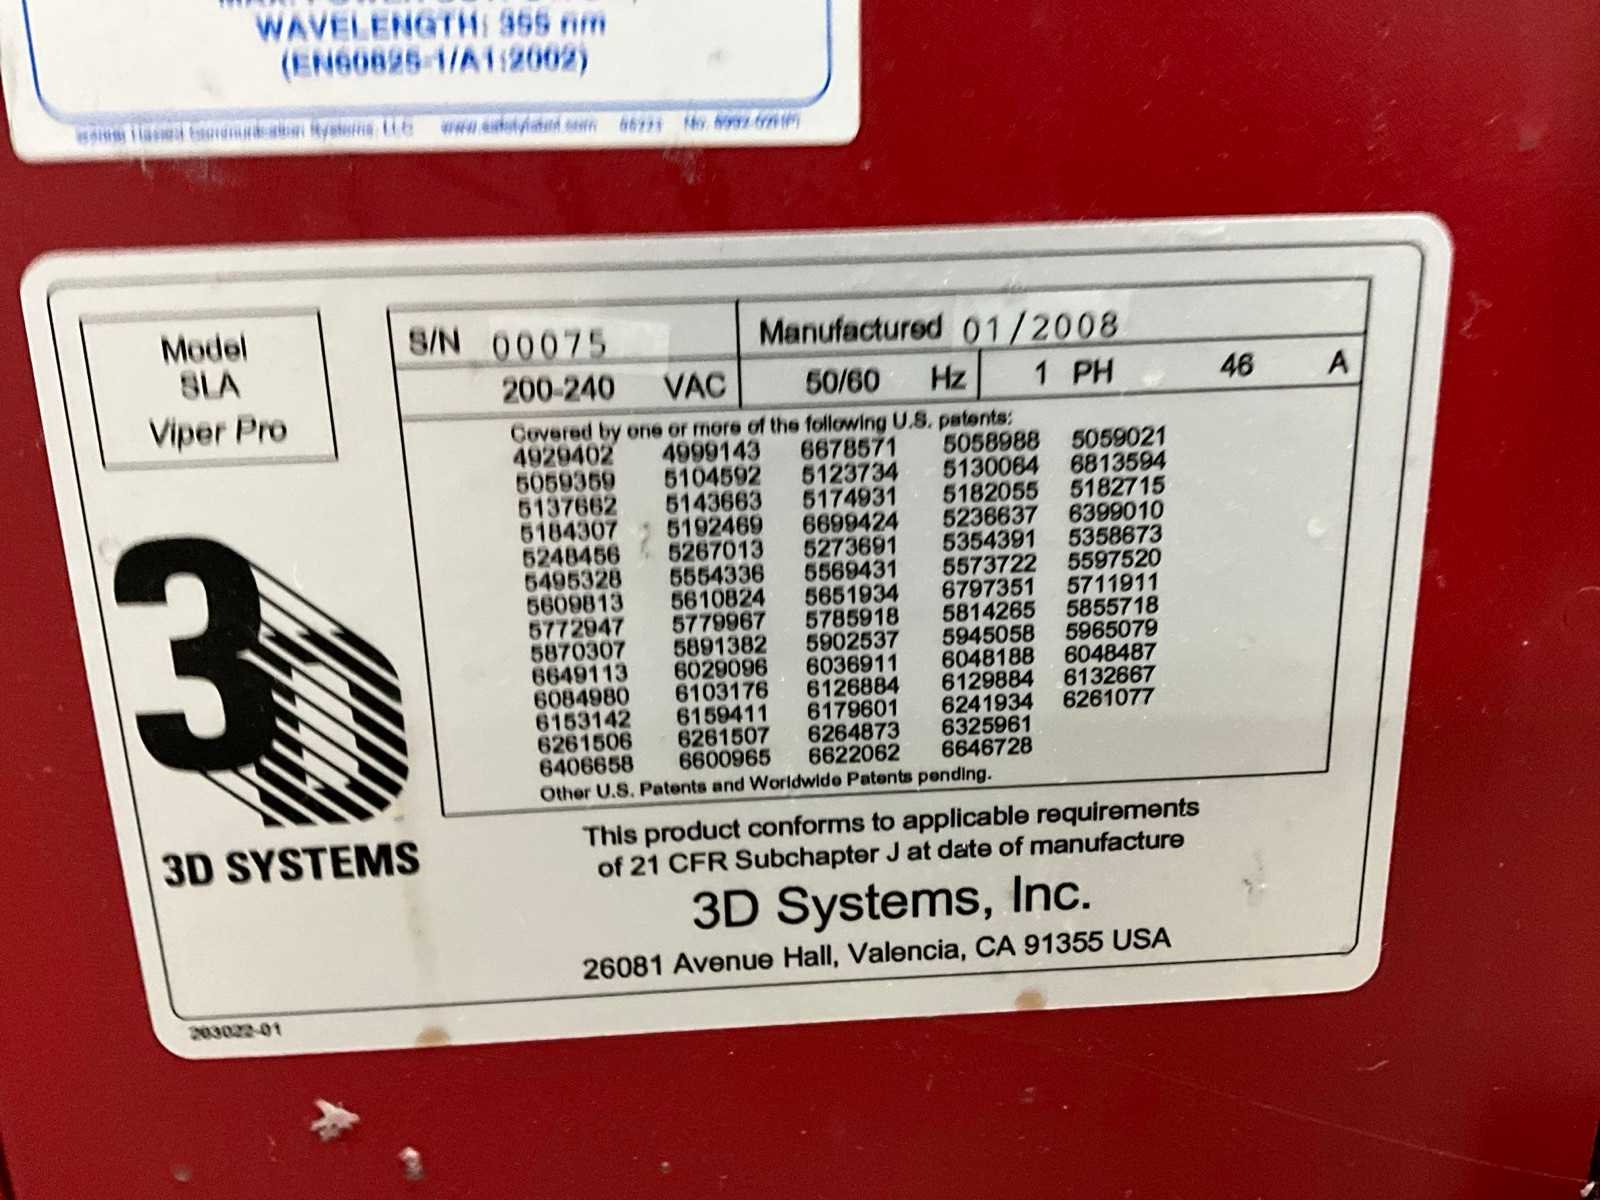 WAVELENGTH: 355 nm
(EN60825-1/A1:2002)
Communication Systems, LLC
Model
SLA
Viper Pro
S/N 00075 Manufactured 01/2008
200-240 VAC 50/60 Hz 1 PH 46 A
Covered by one or more of the following U.S. patents:
4929402 4999143 6678571 5058988 5059021
5059359 5104592 5123734 5130064 6813594
5137662 5143663 5174931 5182055 5182715
5184307 5192469 6699424 5236637 6399010
5248456 5267013 5273691 5354391 5358673
5495328 5554336 5569431 5573722 5597520
5609813 5610824 5651934 6797351 5711911
5772947 5779967 5785918 5814265 5855718
5870307 5891382 5902537 5945058 5965079
6649113 6029096 6036911 6048188 6048487
6084980 6103176 6126884 6129884 6132667
6153142 6159411 6179601 6241934 6261077
6261506 6261507 6264873 6325961
6406658 6600965 6622062 6646728
Other U.S. Patents and Worldwide Patents pending.
3D
3D SYSTEMS
This product conforms to applicable requirements
of 21 CFR Subchapter J at date of manufacture
3D Systems, Inc.
26081 Avenue Hall, Valencia, CA 91355 USA
203022-01